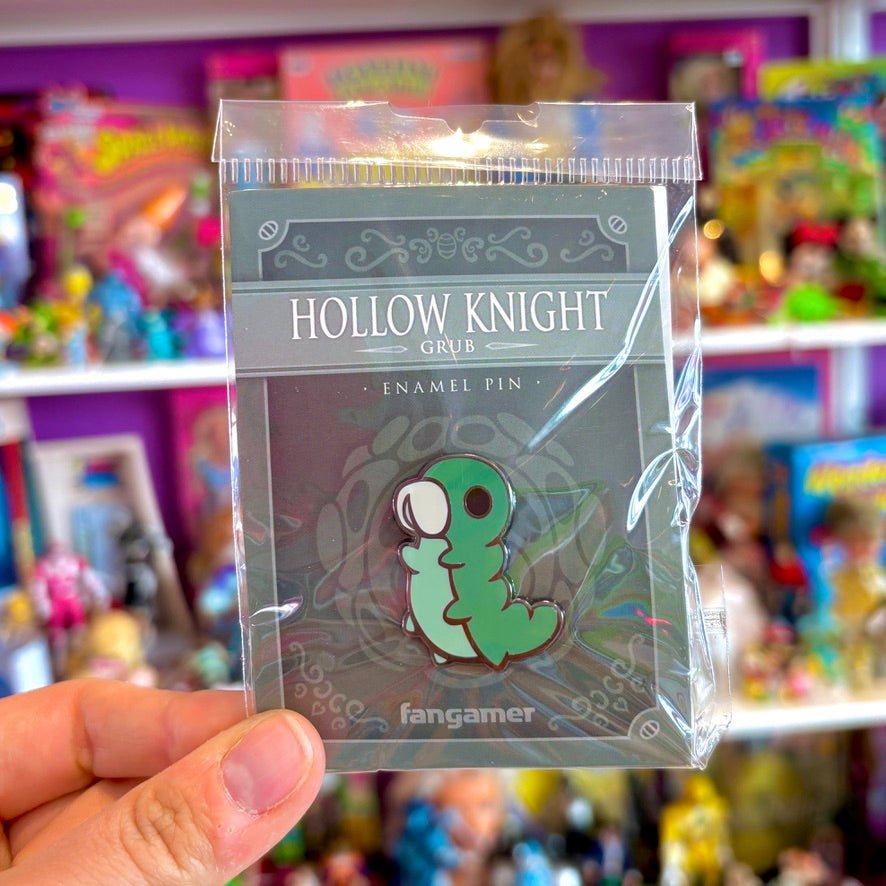 HOLLOW KNIGHT
GRUB
· ENAMEL PIN ·
fangamer